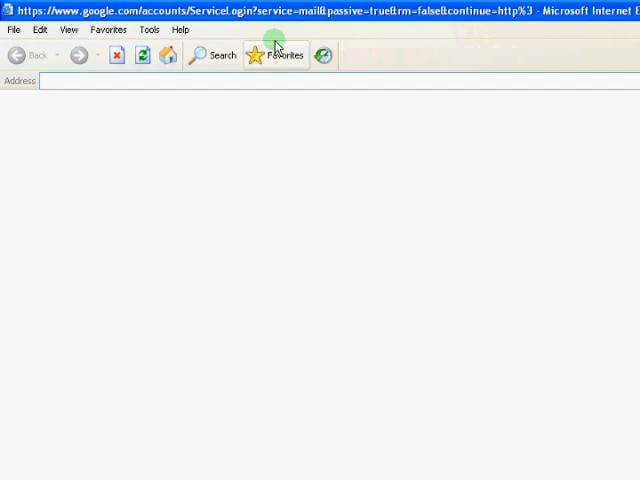 https://www.google.com/accounts/ServiceLogin?service=mail&passive=true&rm=false&continue=http%3 - Microsoft Internet E
File Edit View Favorites Tools Help
Back Search Favorites
Address